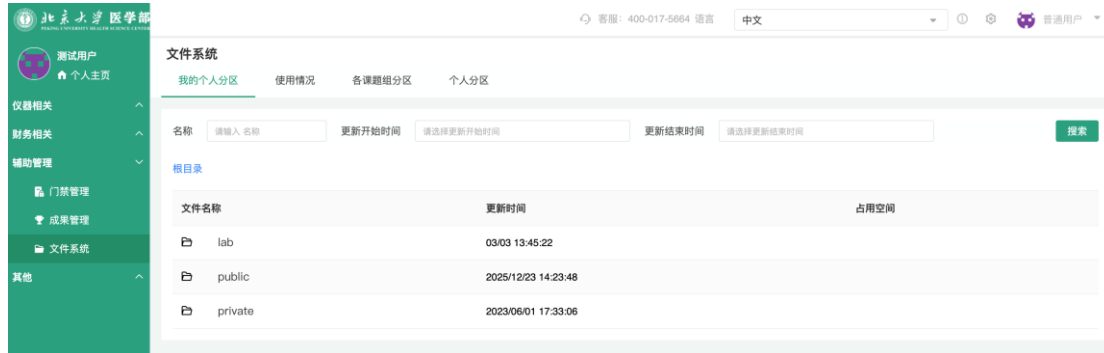 北京大学医学部
PEKING UNIVERSITY HEALTH SCIENCE CENTER
客服：400-017-5664 语言 中文 普通用户
测试用户
个人主页
仪器相关
财务相关
辅助管理
门禁管理
成果管理
文件系统
其他
文件系统
我的个人分区 使用情况 各课题组分区 个人分区
名称 请输入 名称 更新开始时间 请选择更新开始时间 更新结束时间 请选择更新结束时间 搜索
根目录
文件名称 更新时间 占用空间
lab 03/03 13:45:22
public 2025/12/23 14:23:48
private 2023/06/01 17:33:06